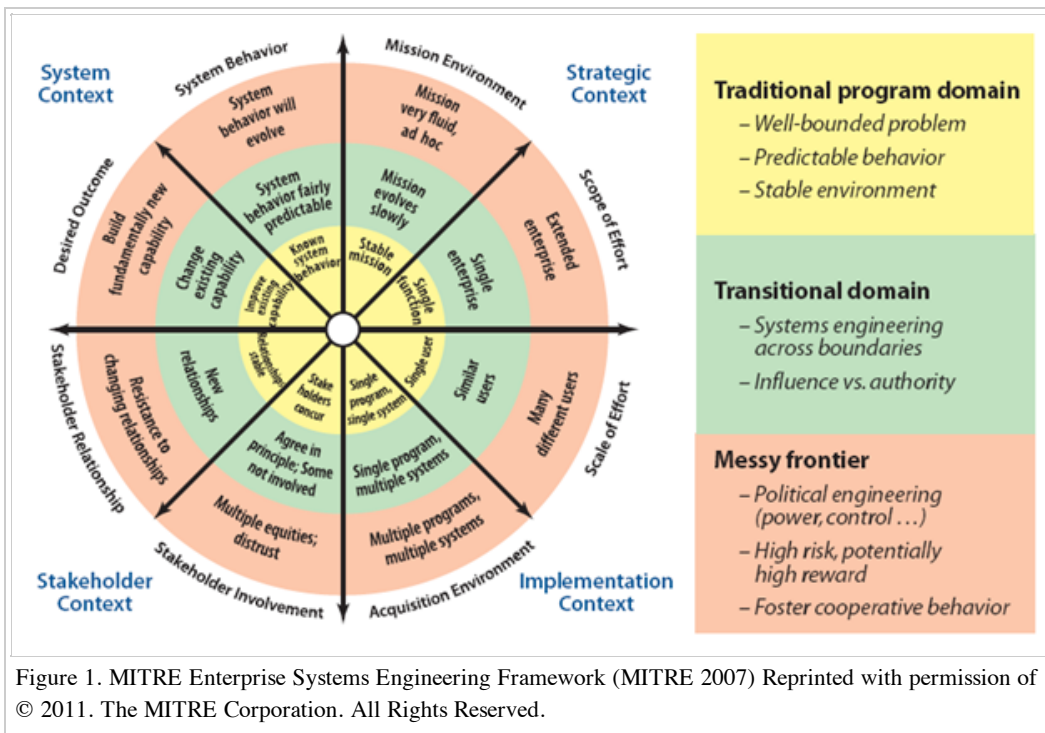 System
Context
System Behavior
Mission Environment
Strategic
Context
Desired Outcome
Scope of Effort
System
behavior will
evolve
Mission
very fluid,
ad hoc
Build
fundamentally new
capability
Extended
enterprise
System
behavior fairly
predictable
Mission
evolves
slowly
Change
existing
capability
Single
enterprise
Known
system
behavior
Stable
mission
Improve
existing
capability
Single
function
Relationships
stable
Single user
Stake
holders
concur
Single
program,
single system
New
relationships
Similar
users
Resistance to
changing relationships
Many
different users
Agree in
principle; Some
not involved
Single program,
multiple systems
Multiple equities;
distrust
Multiple programs,
multiple systems
Stakeholder Relationship
Scale of Effort
Stakeholder
Context
Stakeholder Involvement
Acquisition Environment
Implementation
Context
Traditional program domain
– Well-bounded problem
– Predictable behavior
– Stable environment
Transitional domain
– Systems engineering
across boundaries
– Influence vs. authority
Messy frontier
– Political engineering
(power, control …)
– High risk, potentially
high reward
– Foster cooperative behavior
Figure 1. MITRE Enterprise Systems Engineering Framework (MITRE 2007) Reprinted with permission of
© 2011. The MITRE Corporation. All Rights Reserved.